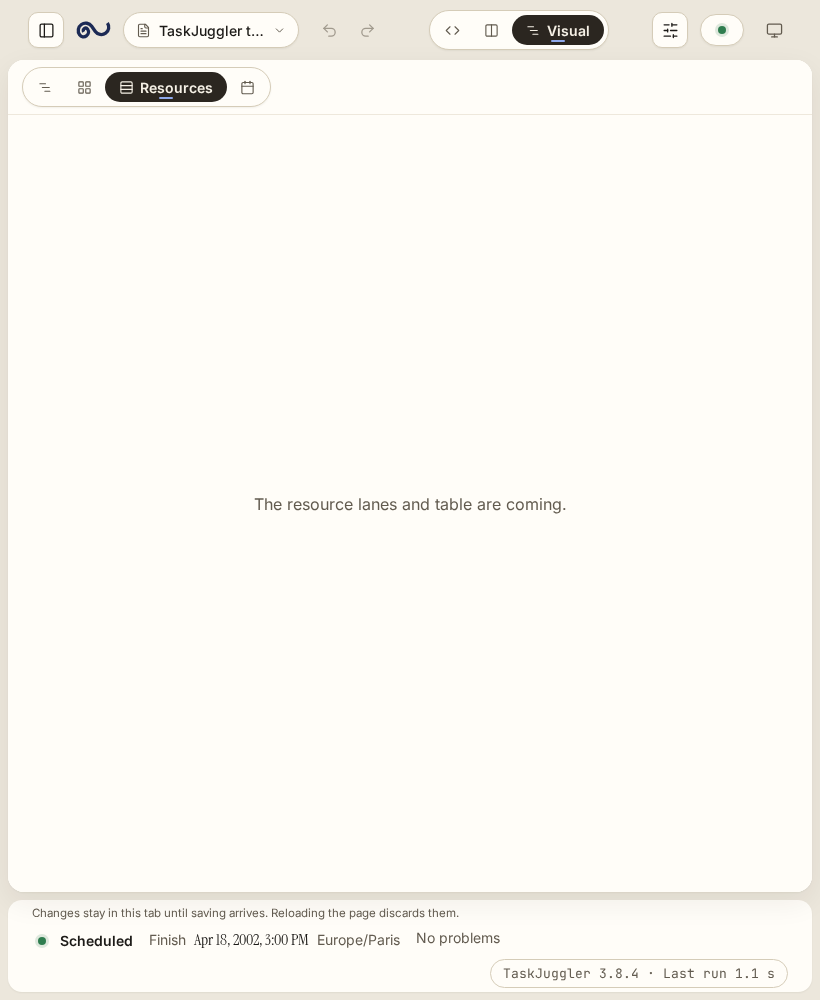 TaskJuggler t...
Visual
Resources
The resource lanes and table are coming.
Changes stay in this tab until saving arrives. Reloading the page discards them.
Scheduled Finish Apr 18, 2002, 3:00 PM Europe/Paris No problems
TaskJuggler 3.8.4 · Last run 1.1 s